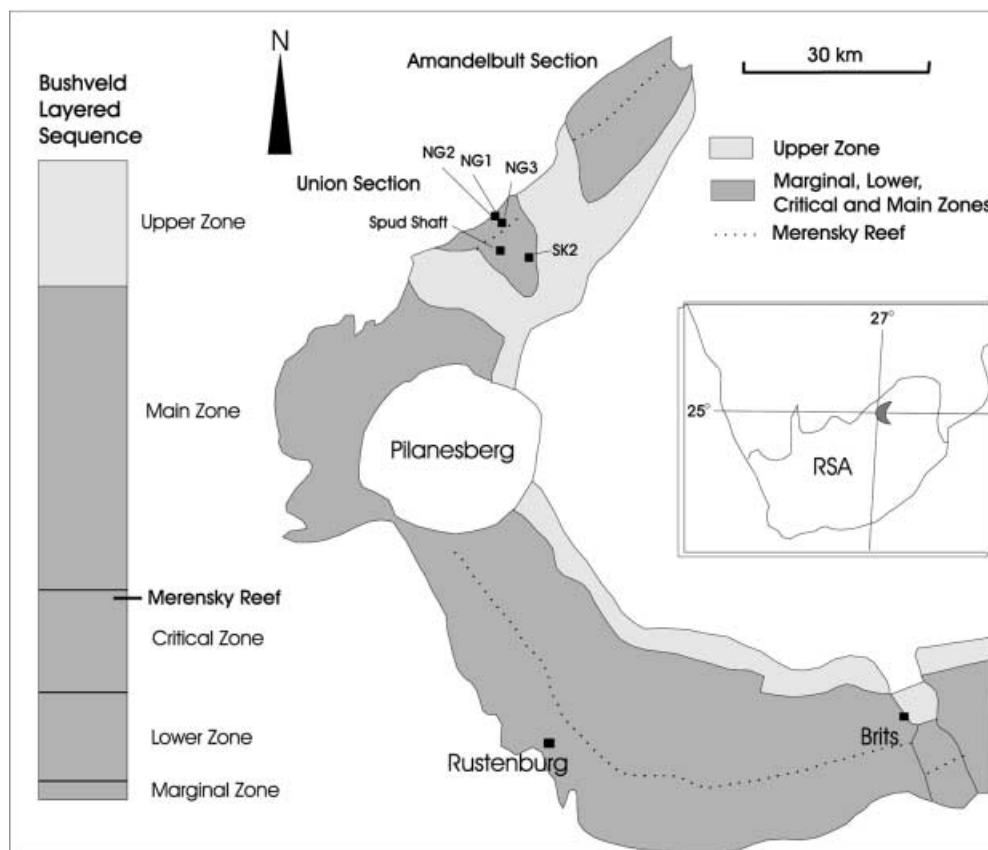 Bushveld
Layered
Sequence
Upper Zone
Main Zone
Merensky Reef
Critical Zone
Lower Zone
Marginal Zone
N
Amandelbult Section
NG2
NG1
NG3
Union Section
Spud Shaft
SK2
Pilanesberg
Rustenburg
Brits
30 km
Upper Zone
Marginal, Lower,
Critical and Main Zones
Merensky Reef
27°
25°
RSA